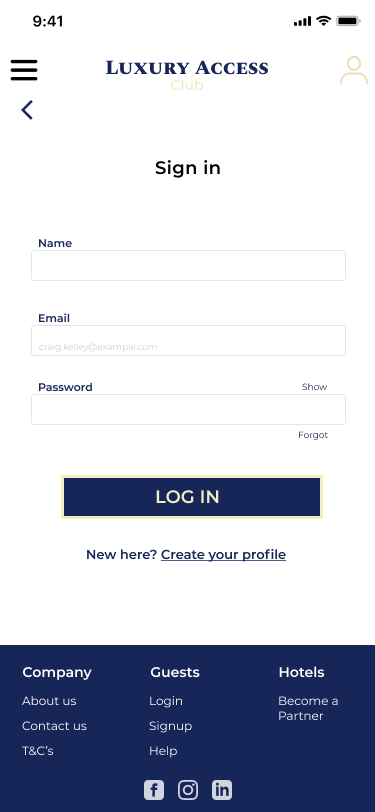 9:41
LUXURY ACCESS
Club
Sign in
Name
Email
craig.kelley@example.com
Password
Show
Forgot
LOG IN
New here? Create your profile
Company
Guests
Hotels
About us
Login
Become a
Partner
Contact us
Signup
T&C's
Help